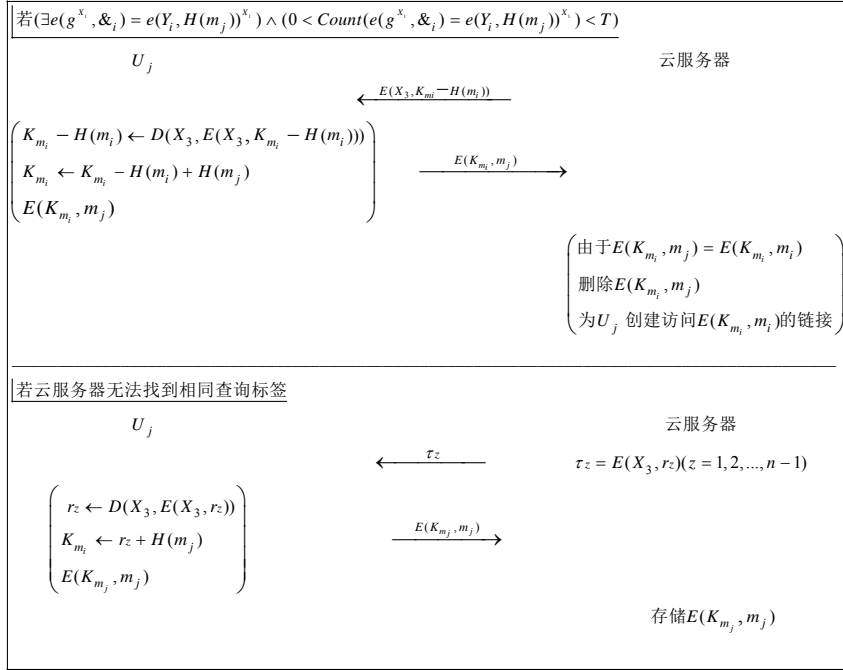 若(∃e(g^{X_i},&_i) = e(Y_i,H(m_j))^{X_i}) ∧ (0 < Count(e(g^{X_i},&_i) = e(Y_i,H(m_j))^{X_i}) < T)
U_j 云服务器
E(X_3,K_{mi}—H(m_i))
K_{m_i} − H(m_i) ← D(X_3,E(X_3,K_{m_i} − H(m_i)))
K_{m_i} ← K_{m_i} − H(m_i) + H(m_j)
E(K_{m_i},m_j)
E(K_{m_i},m_j)
由于E(K_{m_i},m_j) = E(K_{m_i},m_i)
删除E(K_{m_i},m_j)
为U_j 创建访问E(K_{m_i},m_i)的链接
若云服务器无法找到相同查询标签
U_j 云服务器
τz τz = E(X_3,rz)(z = 1,2,...,n − 1)
rz ← D(X_3,E(X_3,rz))
K_{m_i} ← rz + H(m_j)
E(K_{m_j},m_j)
E(K_{m_j},m_j)
存储E(K_{m_j},m_j)